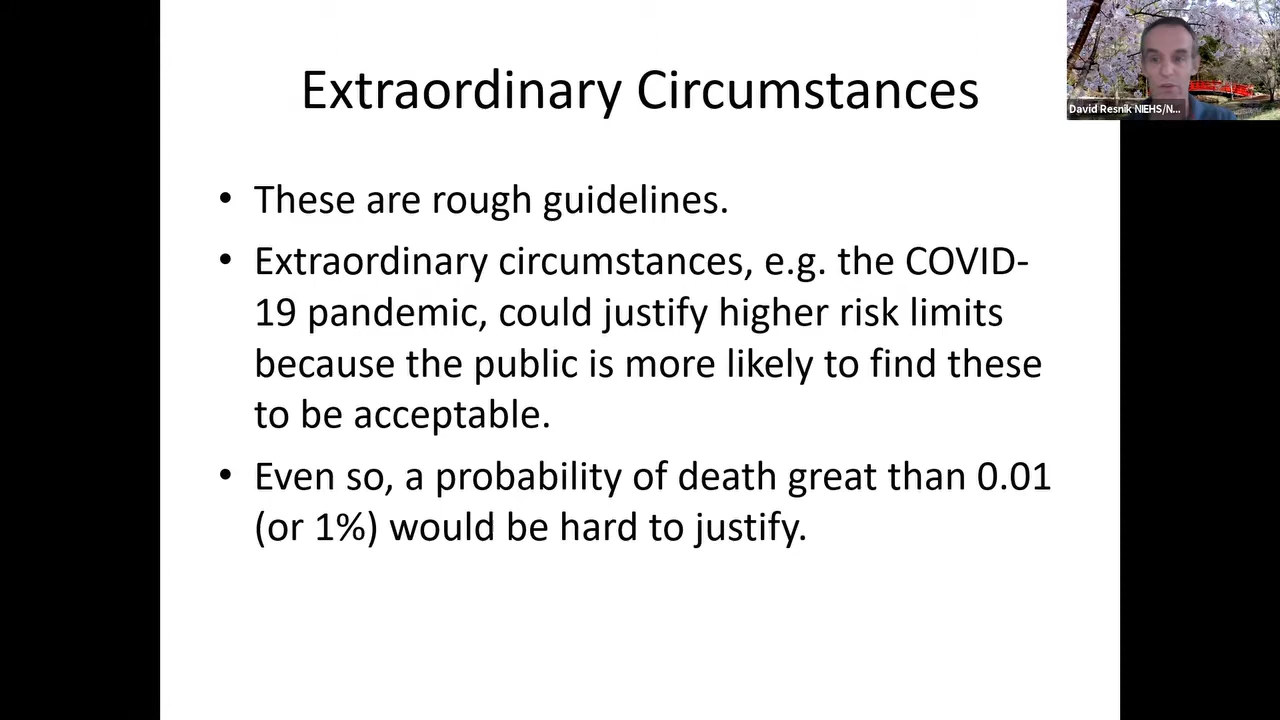 Extraordinary Circumstances
David Resnik NIEHS/N...
• These are rough guidelines.
• Extraordinary circumstances, e.g. the COVID-
19 pandemic, could justify higher risk limits
because the public is more likely to find these
to be acceptable.
• Even so, a probability of death great than 0.01
(or 1%) would be hard to justify.